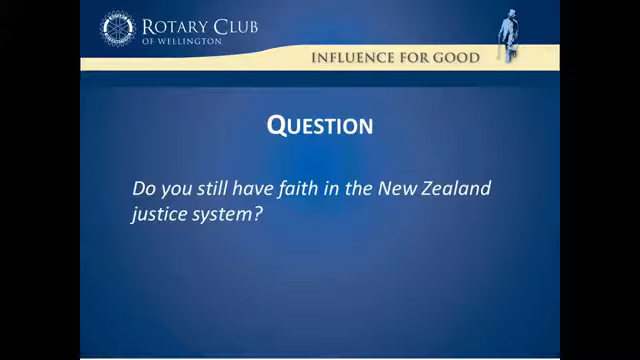 ROTARY CLUB
OF WELLINGTON
INFLUENCE FOR GOOD
QUESTION
Do you still have faith in the New Zealand
justice system?